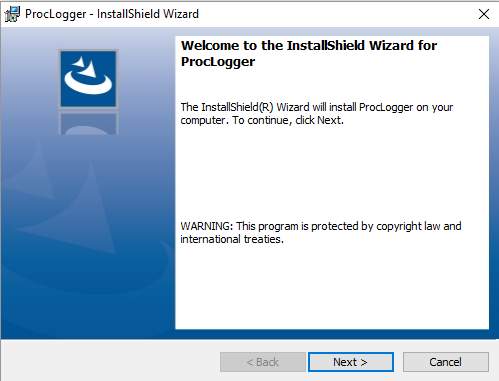 ProcLogger - InstallShield Wizard
Welcome to the InstallShield Wizard for
ProcLogger
The InstallShield(R) Wizard will install ProcLogger on your
computer. To continue, click Next.
WARNING: This program is protected by copyright law and
international treaties.
< Back
Next >
Cancel